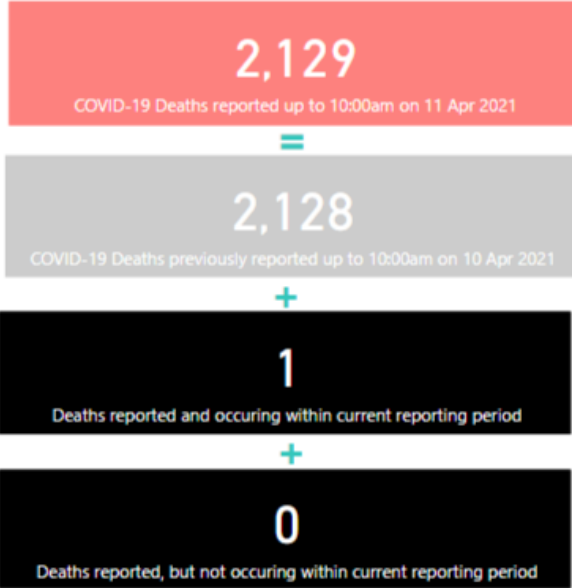 2,129
COVID-19 Deaths reported up to 10:00am on 11 Apr 2021
=
2,128
COVID-19 Deaths previously reported up to 10:00am on 10 Apr 2021
+
1
Deaths reported and occuring within current reporting period
+
0
Deaths reported, but not occuring within current reporting period